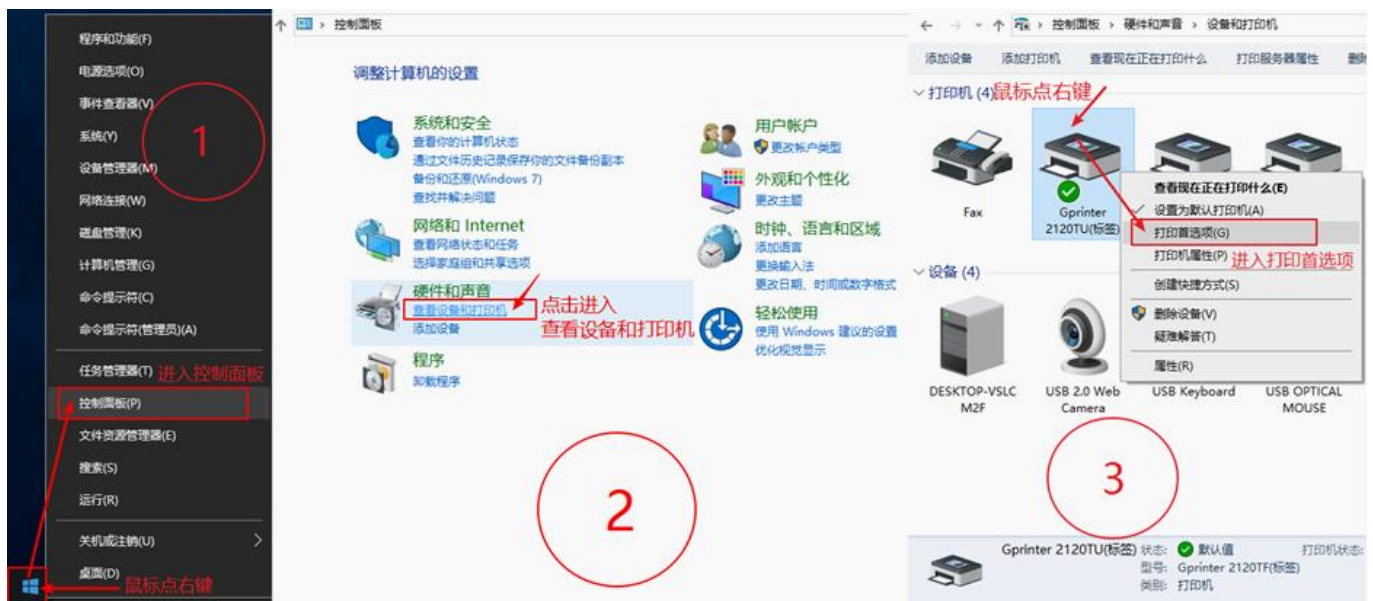 程序和功能(F)
电源选项(O)
事件查看器(V)
系统(Y)
设备管理器(M)
网络连接(W)
磁盘管理(K)
计算机管理(G)
命令提示符(C)
命令提示符(管理员)(A)
任务管理器(T)
进入控制面板
控制面板(P)
文件资源管理器(E)
搜索(S)
运行(R)
关机或注销(U)
桌面(D)
鼠标点右键
1
控制面板
调整计算机的设置
系统和安全
查看你的计算机状态
通过文件历史记录保存你的文件备份副本
备份和还原(Windows 7)
查找并解决问题
网络和 Internet
查看网络状态和任务
选择家庭组和共享选项
硬件和声音
查看设备和打印机
添加设备
点击进入
查看设备和打印机
程序
卸载程序
用户帐户
更改帐户类型
外观和个性化
更改主题
时钟、语言和区域
添加语言
更换输入法
更改日期、时间或数字格式
轻松使用
使用 Windows 建议的设置
优化视觉显示
2
控制面板 > 硬件和声音 > 设备和打印机
添加设备
添加打印机
查看现在正在打印什么
打印服务器属性
打印机 (4)
鼠标点右键
Fax
Gprinter
2120TU(标签)
查看现在正在打印什么(E)
设置为默认打印机(A)
打印首选项(G)
打印机属性(P)
进入打印首选项
创建快捷方式(S)
删除设备(V)
疑难解答(T)
属性(R)
设备 (4)
DESKTOP-VSLC
M2F
USB 2.0 Web
Camera
USB Keyboard
USB OPTICAL
MOUSE
3
Gprinter 2120TU(标签)
状态: 默认值
打印机状态:
型号: Gprinter 2120TF(标签)
类别: 打印机